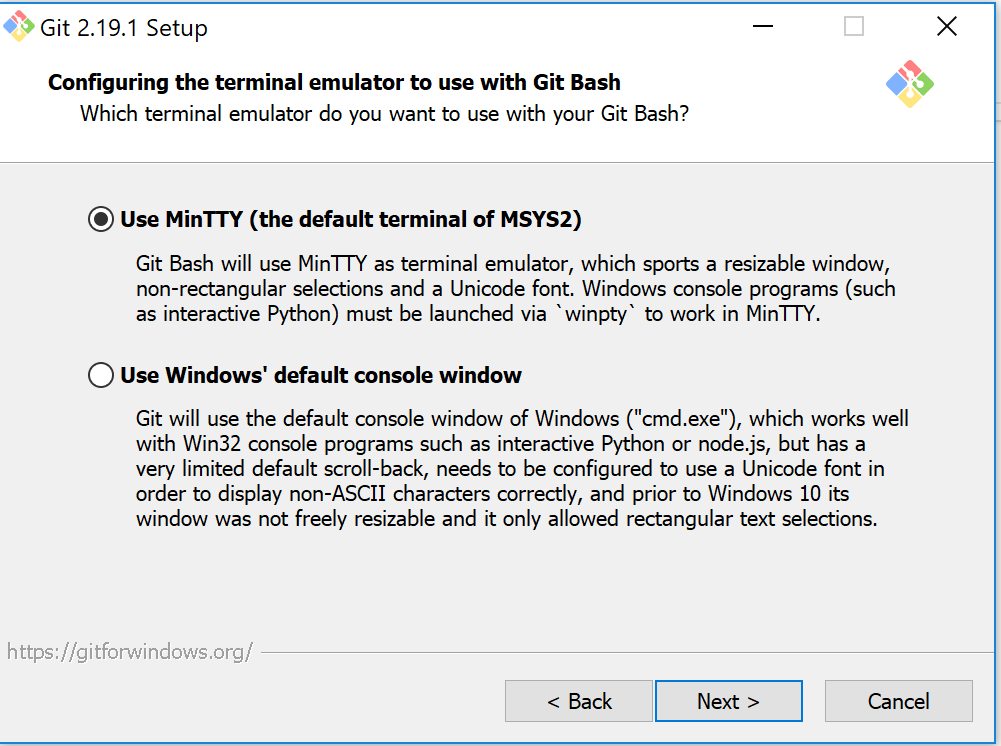 Git 2.19.1 Setup
Configuring the terminal emulator to use with Git Bash
Which terminal emulator do you want to use with your Git Bash?
Use MinTTY (the default terminal of MSYS2)
Git Bash will use MinTTY as terminal emulator, which sports a resizable window,
non-rectangular selections and a Unicode font. Windows console programs (such
as interactive Python) must be launched via `winpty` to work in MinTTY.
Use Windows' default console window
Git will use the default console window of Windows ("cmd.exe"), which works well
with Win32 console programs such as interactive Python or node.js, but has a
very limited default scroll-back, needs to be configured to use a Unicode font in
order to display non-ASCII characters correctly, and prior to Windows 10 its
window was not freely resizable and it only allowed rectangular text selections.
https://gitforwindows.org/
< Back
Next >
Cancel